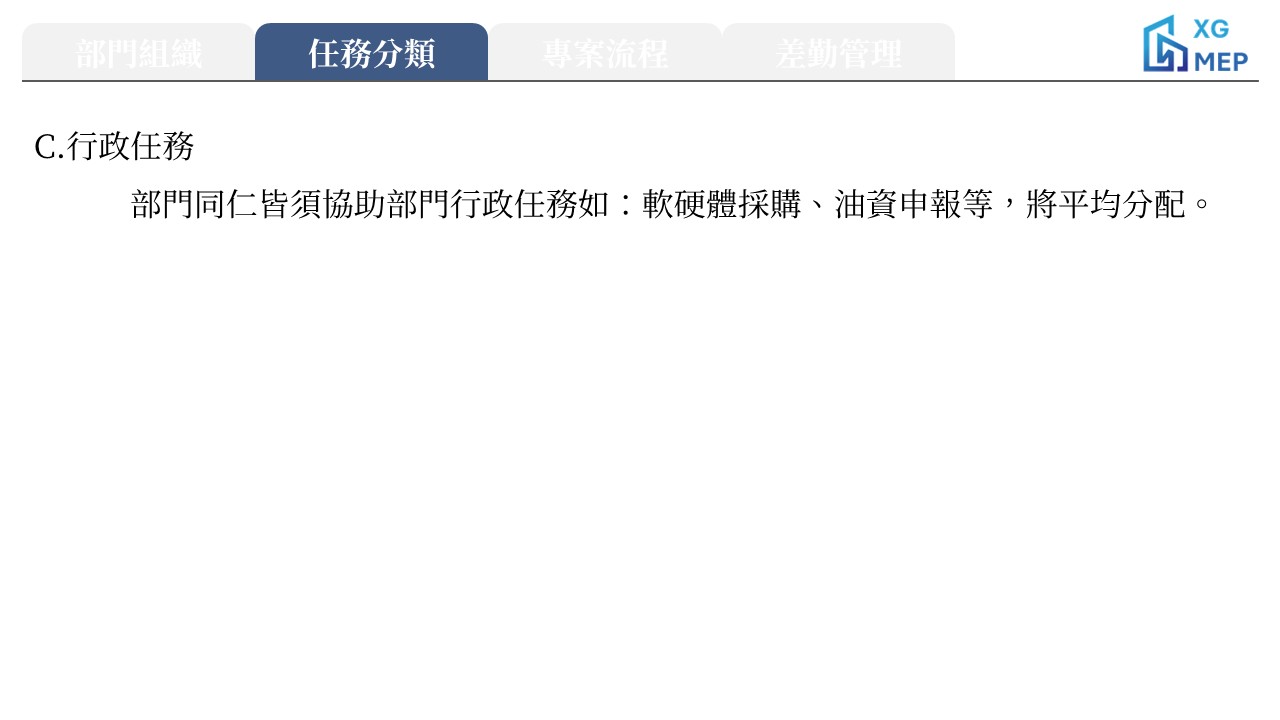 部門組織
任務分類
專案流程
差勤管理
XG
MEP
C.行政任務
部門同仁皆須協助部門行政任務如：軟硬體採購、油資申報等，將平均分配。